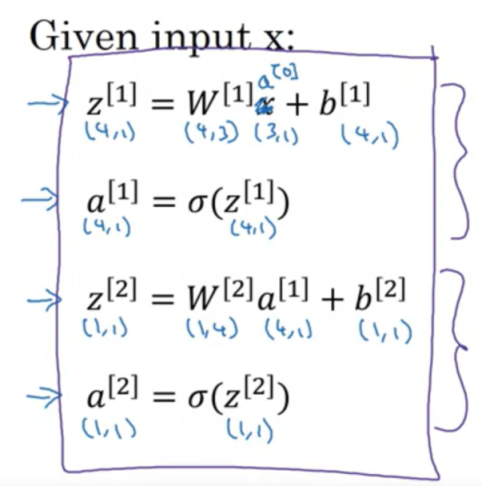 Given input x:
a[0]
z[1] = W[1]x + b[1]
(4,1) (4,3) (3,1) (4,1)
a[1] = σ(z[1])
(4,1) (4,1)
z[2] = W[2]a[1] + b[2]
(1,1) (1,4) (4,1) (1,1)
a[2] = σ(z[2])
(1,1) (1,1)